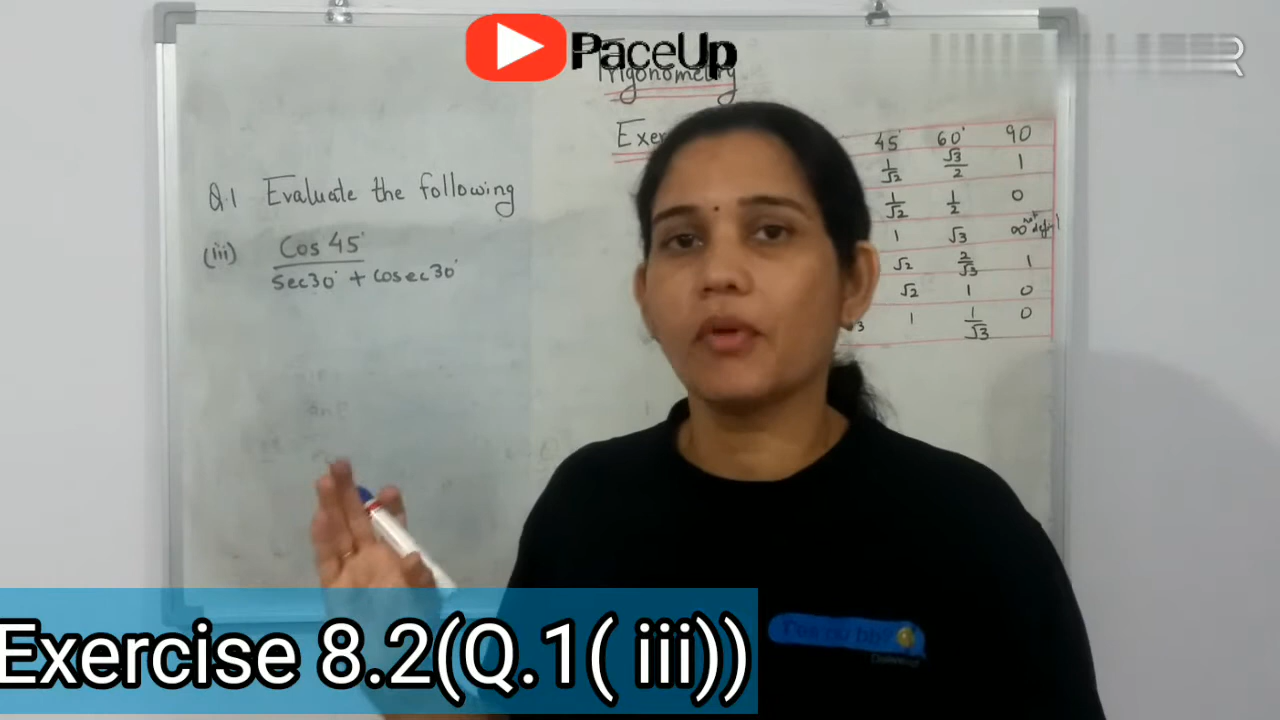 PaceUp
Trigonometry
Exer
Q.1 Evaluate the following
(iii) Cos 45°
sec30° + cosec30°
45° 60° 90
1/√2 √3/2 1
1/√2 1/2 0
1 √3 ∞
√2 2/√3 1
√2 1 0
3 1 1/√3 0
Exercise 8.2(Q.1( iii))